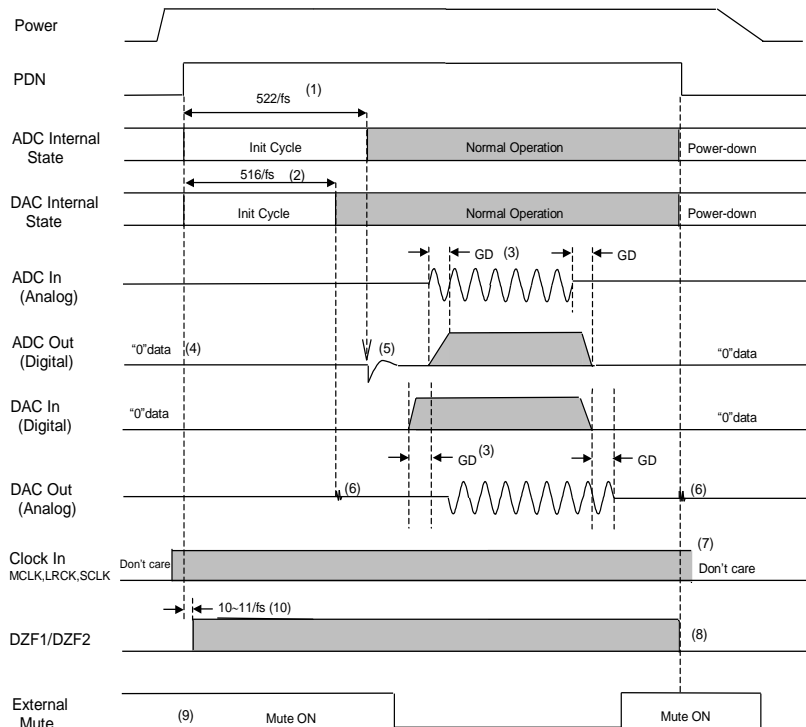 Power
PDN
522/fs (1)
ADC Internal
State
Init Cycle
Normal Operation
Power-down
516/fs (2)
DAC Internal
State
Init Cycle
Normal Operation
Power-down
GD (3)
GD
ADC In
(Analog)
ADC Out
(Digital)
“0”data (4)
(5)
“0”data
DAC In
(Digital)
“0”data
“0”data
GD (3)
GD
DAC Out
(Analog)
(6)
(6)
Clock In
MCLK,LRCK,SCLK
Don’t care
(7)
Don’t care
10~11/fs (10)
DZF1/DZF2
(8)
External
Mute
(9)
Mute ON
Mute ON